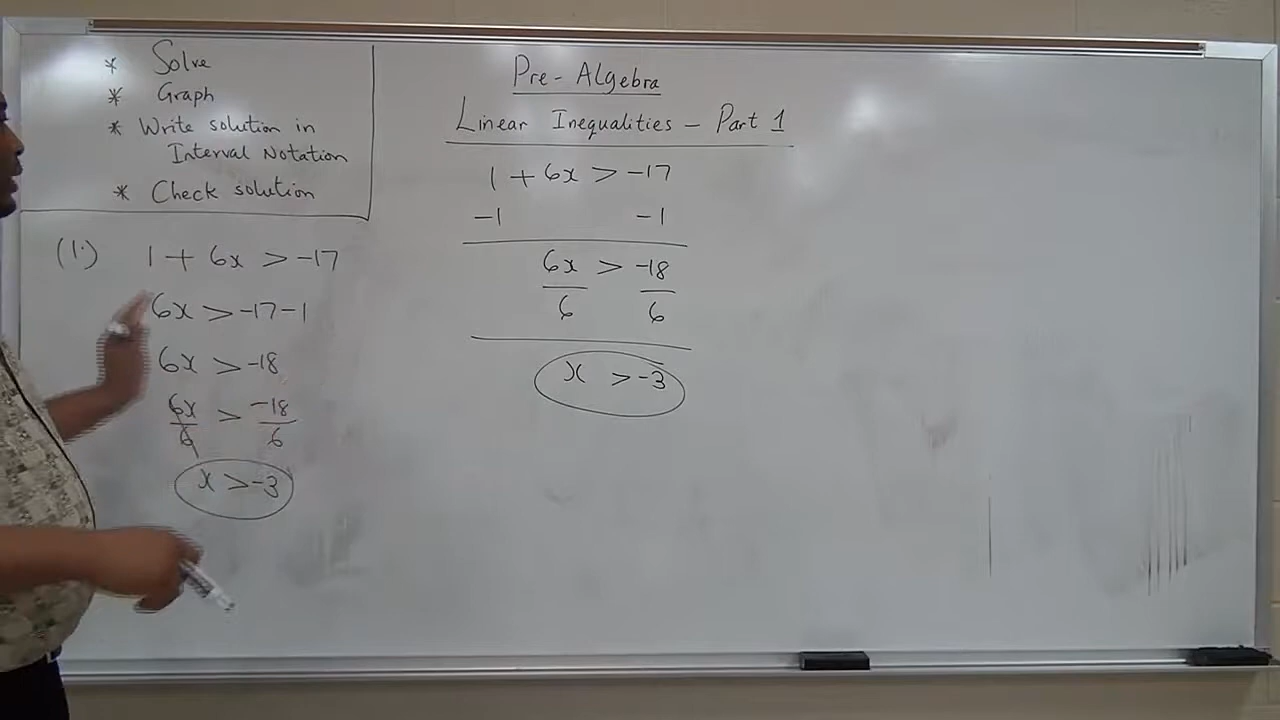 * Solve
* Graph
* Write solution in
Interval Notation
* Check solution
Pre-Algebra
Linear Inequalities - Part 1
(1.) 1 + 6x > -17
6x > -17-1
6x > -18
6x/6 > -18/6
x > -3
1 + 6x > -17
-1 -1
6x > -18
6 6
x > -3